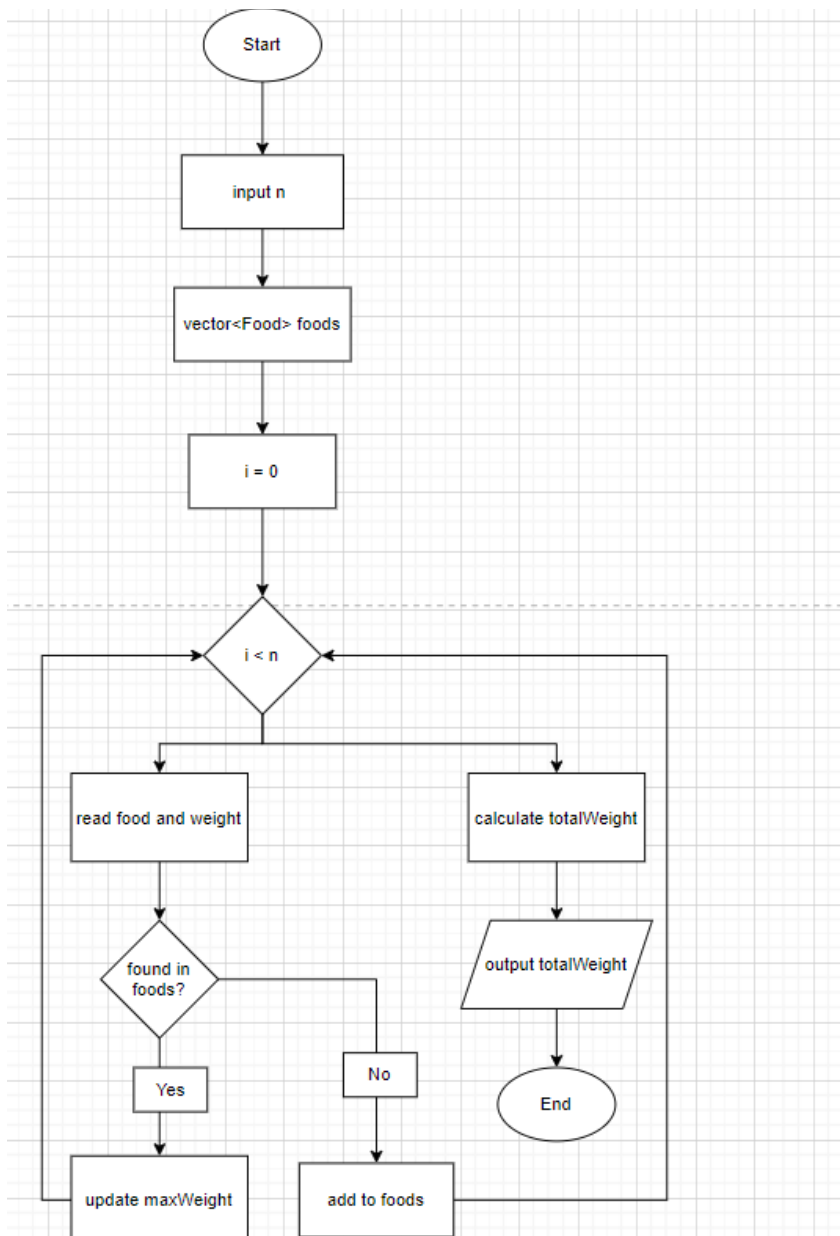 Start
input n
vector<Food> foods
i = 0
i < n
read food and weight
calculate totalWeight
found in
foods?
output totalWeight
Yes
No
End
update maxWeight
add to foods